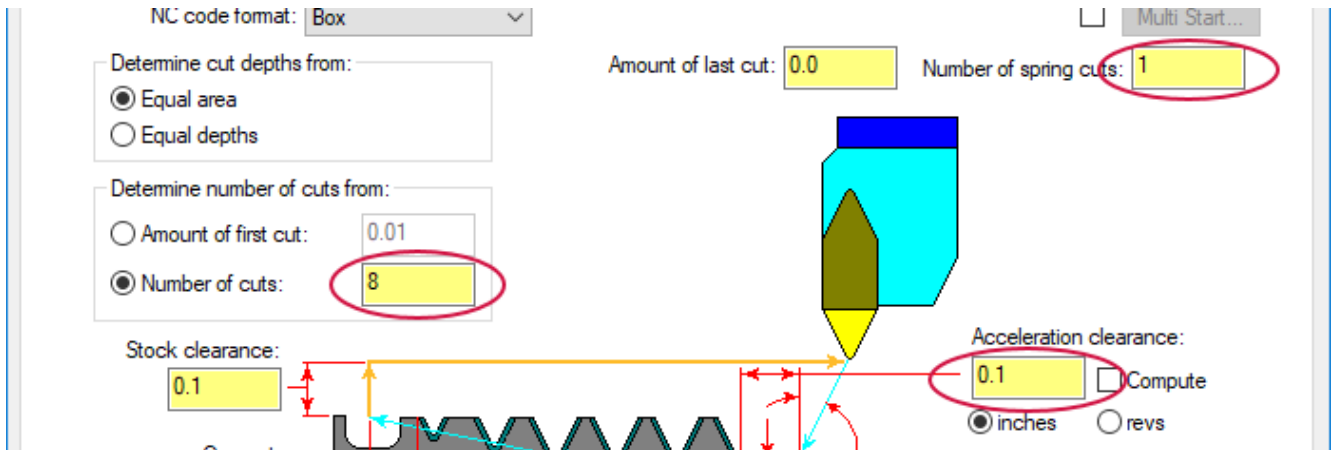 NC code format: Box
Multi Start...
Determine cut depths from:
Equal area
Equal depths
Amount of last cut: 0.0
Number of spring cuts: 1
Determine number of cuts from:
Amount of first cut: 0.01
Number of cuts: 8
Stock clearance:
0.1
Acceleration clearance:
0.1
Compute
inches
revs